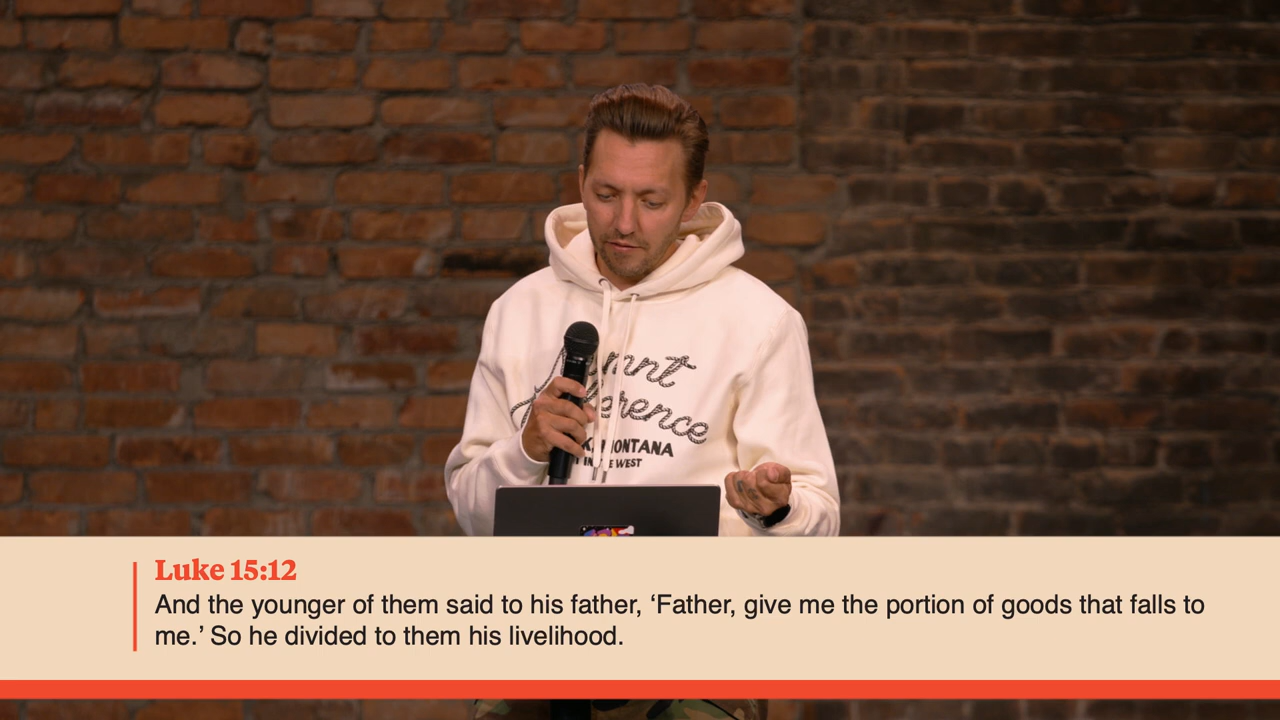 MONTANA
WEST
Luke 15:12
And the younger of them said to his father, ‘Father, give me the portion of goods that falls to
me.’ So he divided to them his livelihood.